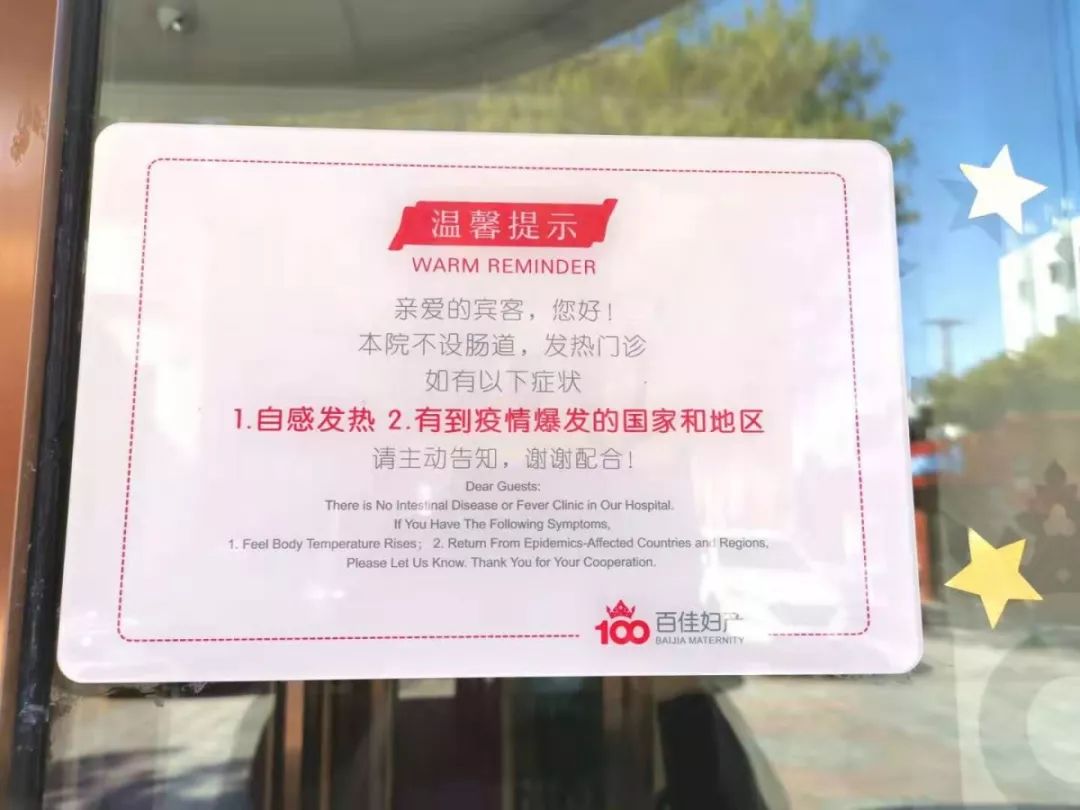 温馨提示
WARM REMINDER
亲爱的宾客，您好！
本院不设肠道，发热门诊
如有以下症状
1.自感发热 2.有到疫情爆发的国家和地区
请主动告知，谢谢配合！
Dear Guests:
There is No Intestinal Disease or Fever Clinic in Our Hospital.
If You Have The Following Symptoms,
1. Feel Body Temperature Rises； 2. Return From Epidemics-Affected Countries and Regions,
Please Let Us Know. Thank You for Your Cooperation.
100 百佳妇产
BAIJIA MATERNITY